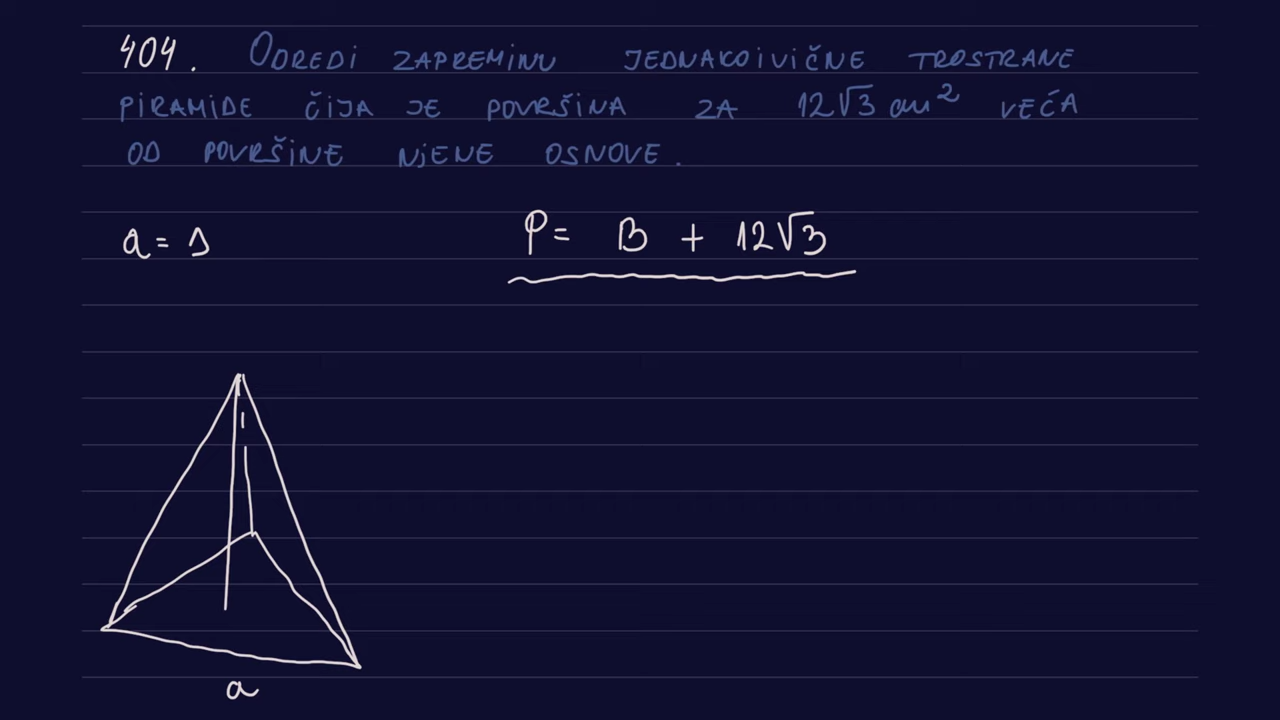 404. ODREDI ZAPREMINU JEDNAKOIVIČNE TROSTRANE
PIRAMIDE ČIJA JE POVRŠINA ZA 12√3 cm² VEĆA
OD POVRŠINE NJENE OSNOVE.
a = s
P = B + 12√3
a